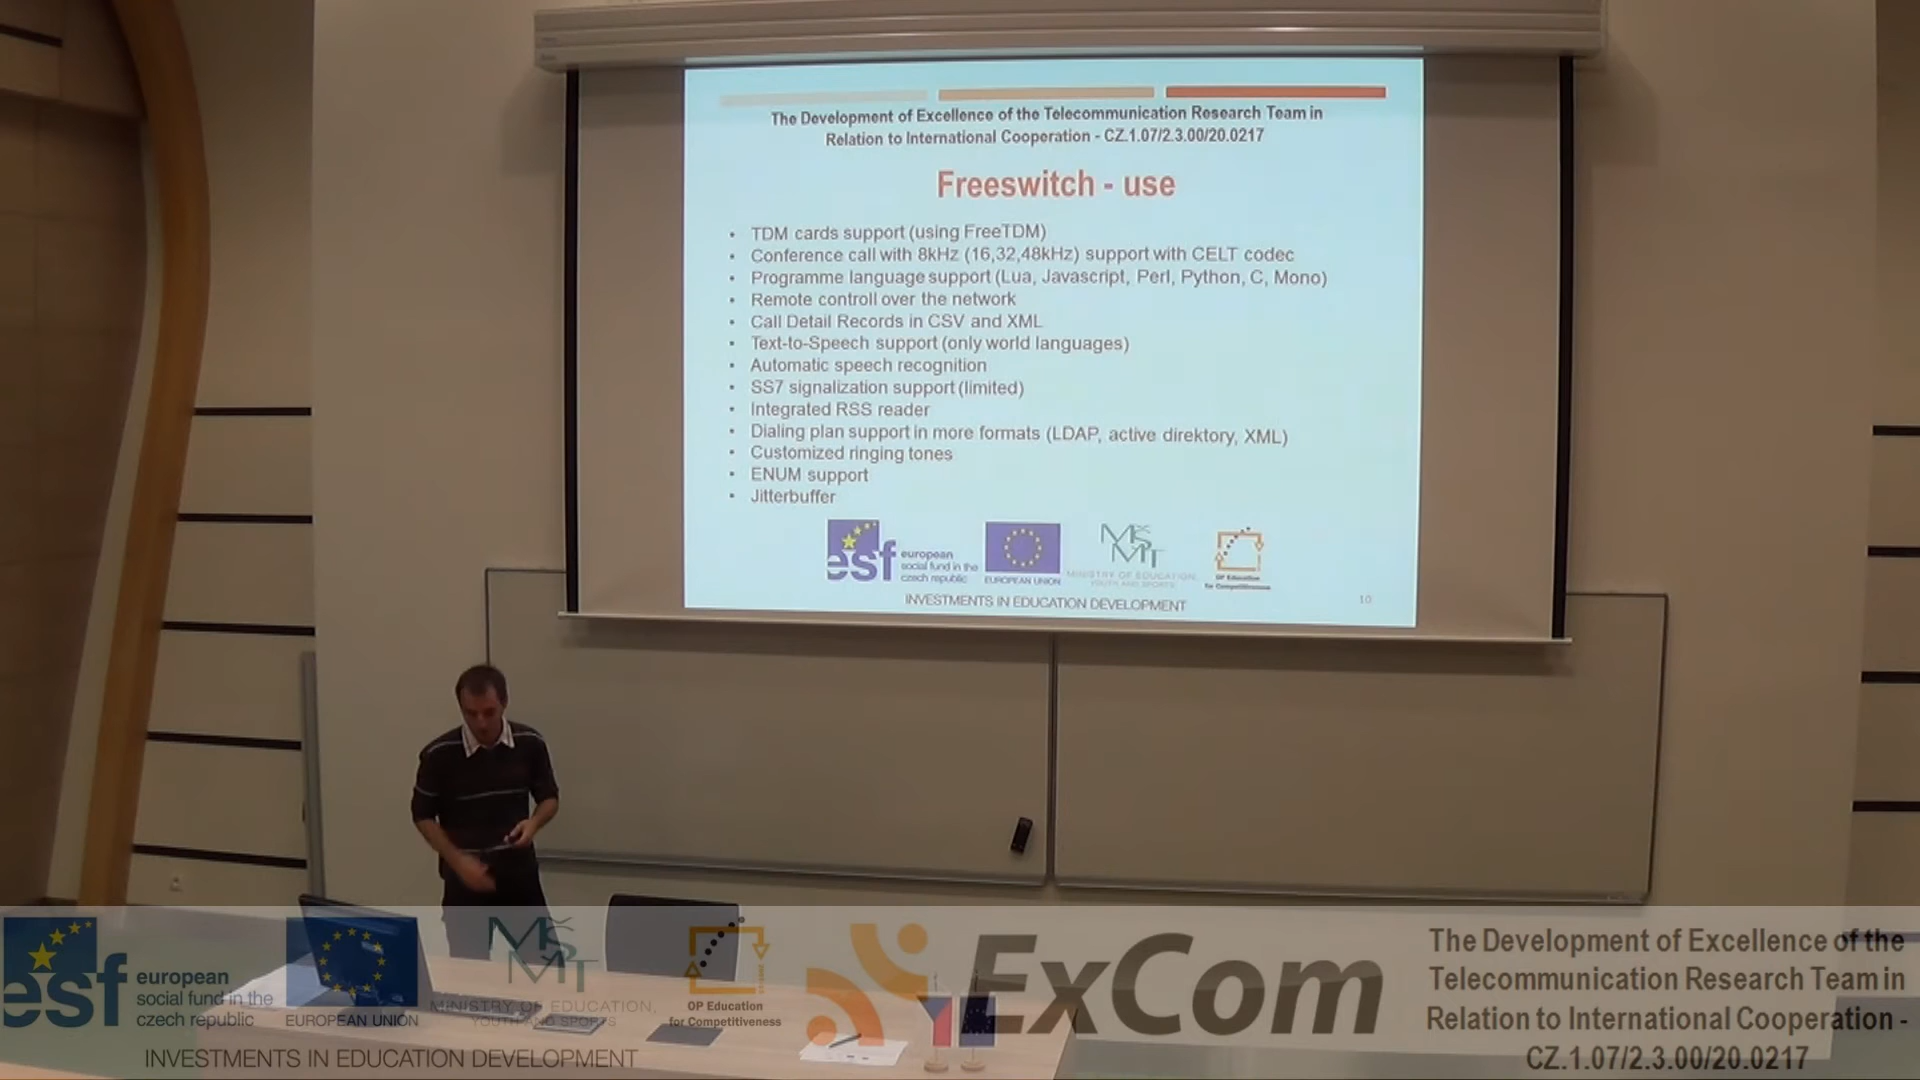 The Development of Excellence of the Telecommunication Research Team in
Relation to International Cooperation - CZ.1.07/2.3.00/20.0217
Freeswitch - use
• TDM cards support (using FreeTDM)
• Conference call with 8kHz (16,32,48kHz) support with CELT codec
• Programme language support (Lua, Javascript, Perl, Python, C, Mono)
• Remote controll over the network
• Call Detail Records in CSV and XML
• Text-to-Speech support (only world languages)
• Automatic speech recognition
• SS7 signalization support (limited)
• Integrated RSS reader
• Dialing plan support in more formats (LDAP, active direktory, XML)
• Customized ringing tones
• ENUM support
• Jitterbuffer
esf
european
social fund in the
czech republic
EUROPEAN UNION
MŠMT
MINISTRY OF EDUCATION,
YOUTH AND SPORTS
OP Education
for Competitiveness
INVESTMENTS IN EDUCATION DEVELOPMENT
10
esf
european
social fund in the
czech republic
EUROPEAN UNION
MŠMT
MINISTRY OF EDUCATION,
YOUTH AND SPORTS
OP Education
for Competitiveness
INVESTMENTS IN EDUCATION DEVELOPMENT
ExCom
The Development of Excellence of the
Telecommunication Research Team in
Relation to International Cooperation -
CZ.1.07/2.3.00/20.0217